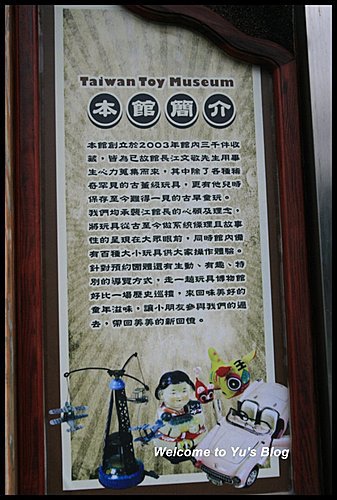 Taiwan Toy Museum
本館簡介
本館創立於2003年館內三千件收
藏，皆為已故館長江文敬先生用畢
生心力蒐集而來，其中除了各種稀
奇罕見的古董級玩具，更有他兒時
保存至今難得一見的古早童玩。
我們均承襲江館長的心願及理念，
將玩具從古至今做系統條理且故事
性的呈現在大眾眼前，同時館內備
有百種大小玩具供大家操作體驗。
針對預約團體還有生動、有趣、特
別的導覽方式，走一趟玩具博物館
好比一場歷史巡禮，來回味美好的
童年滋味，讓小朋友參與我們的過
去，帶回美美的新回憶。
Welcome to Yu's Blog